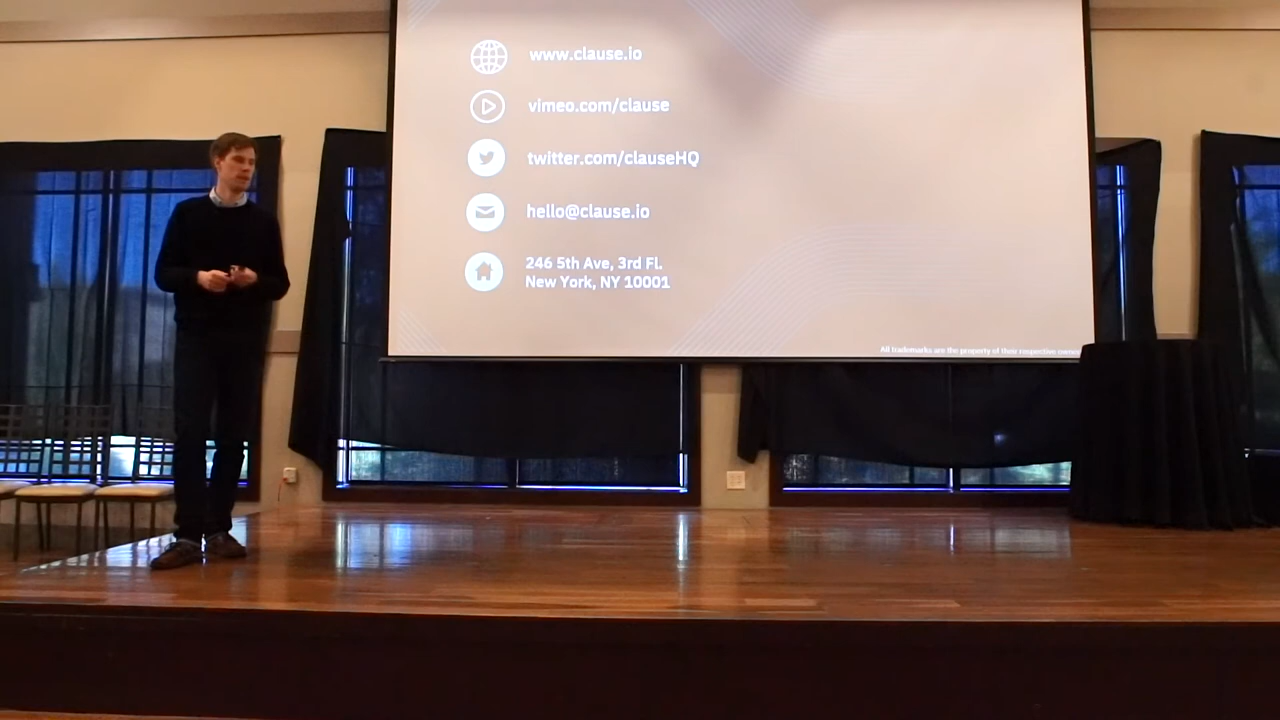 www.clause.io
vimeo.com/clause
twitter.com/clauseHQ
hello@clause.io
246 5th Ave, 3rd Fl.
New York, NY 10001
All trademarks are the property of their respective owners